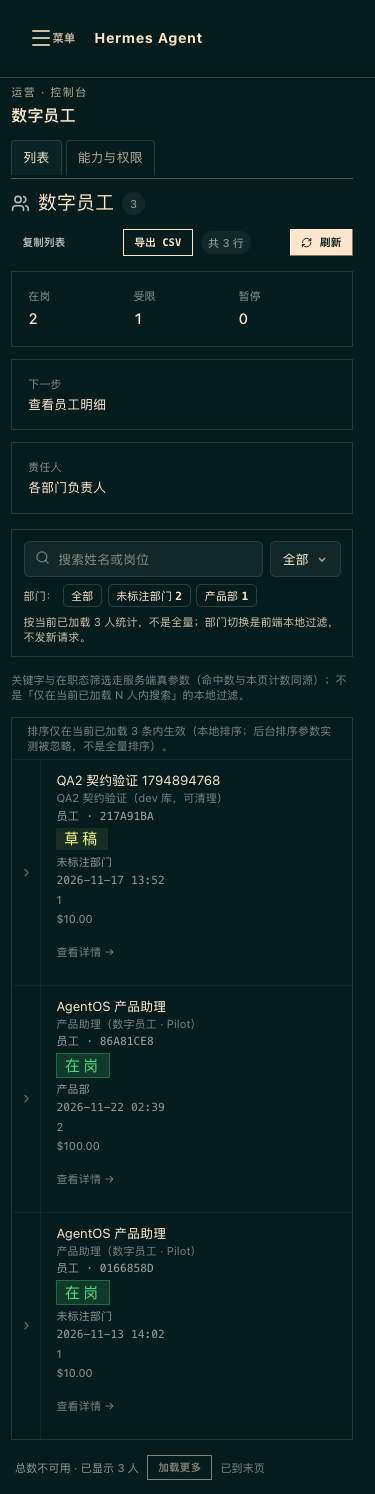 菜单 Hermes Agent
运营 · 控制台
数字员工
列表 能力与权限
数字员工 3
复制列表 导出 CSV 共 3 行 刷新
在岗 受限 暂停
2 1 0
下一步
查看员工明细
责任人
各部门负责人
搜索姓名或岗位 全部
部门： 全部 未标注部门 2 产品部 1
按当前已加载 3 人统计，不是全量；部门切换是前端本地过滤，
不发新请求。
关键字与在职态筛选走服务端真参数（命中数与本页计数同源）；不
是「仅在当前已加载 N 人内搜索」的本地过滤。
排序仅在当前已加载 3 条内生效（本地排序；后台排序参数实
测被忽略，不是全量排序）。
QA2 契约验证 1794894768
QA2 契约验证（dev 库，可清理）
员工 · 217A91BA
草稿
未标注部门
2026-11-17 13:52
1
$10.00
查看详情 →
AgentOS 产品助理
产品助理（数字员工 · Pilot）
员工 · 86A81CE8
在岗
产品部
2026-11-22 02:39
2
$100.00
查看详情 →
AgentOS 产品助理
产品助理（数字员工 · Pilot）
员工 · 0166858D
在岗
未标注部门
2026-11-13 14:02
1
$10.00
查看详情 →
总数不可用 · 已显示 3 人 加载更多 已到末页